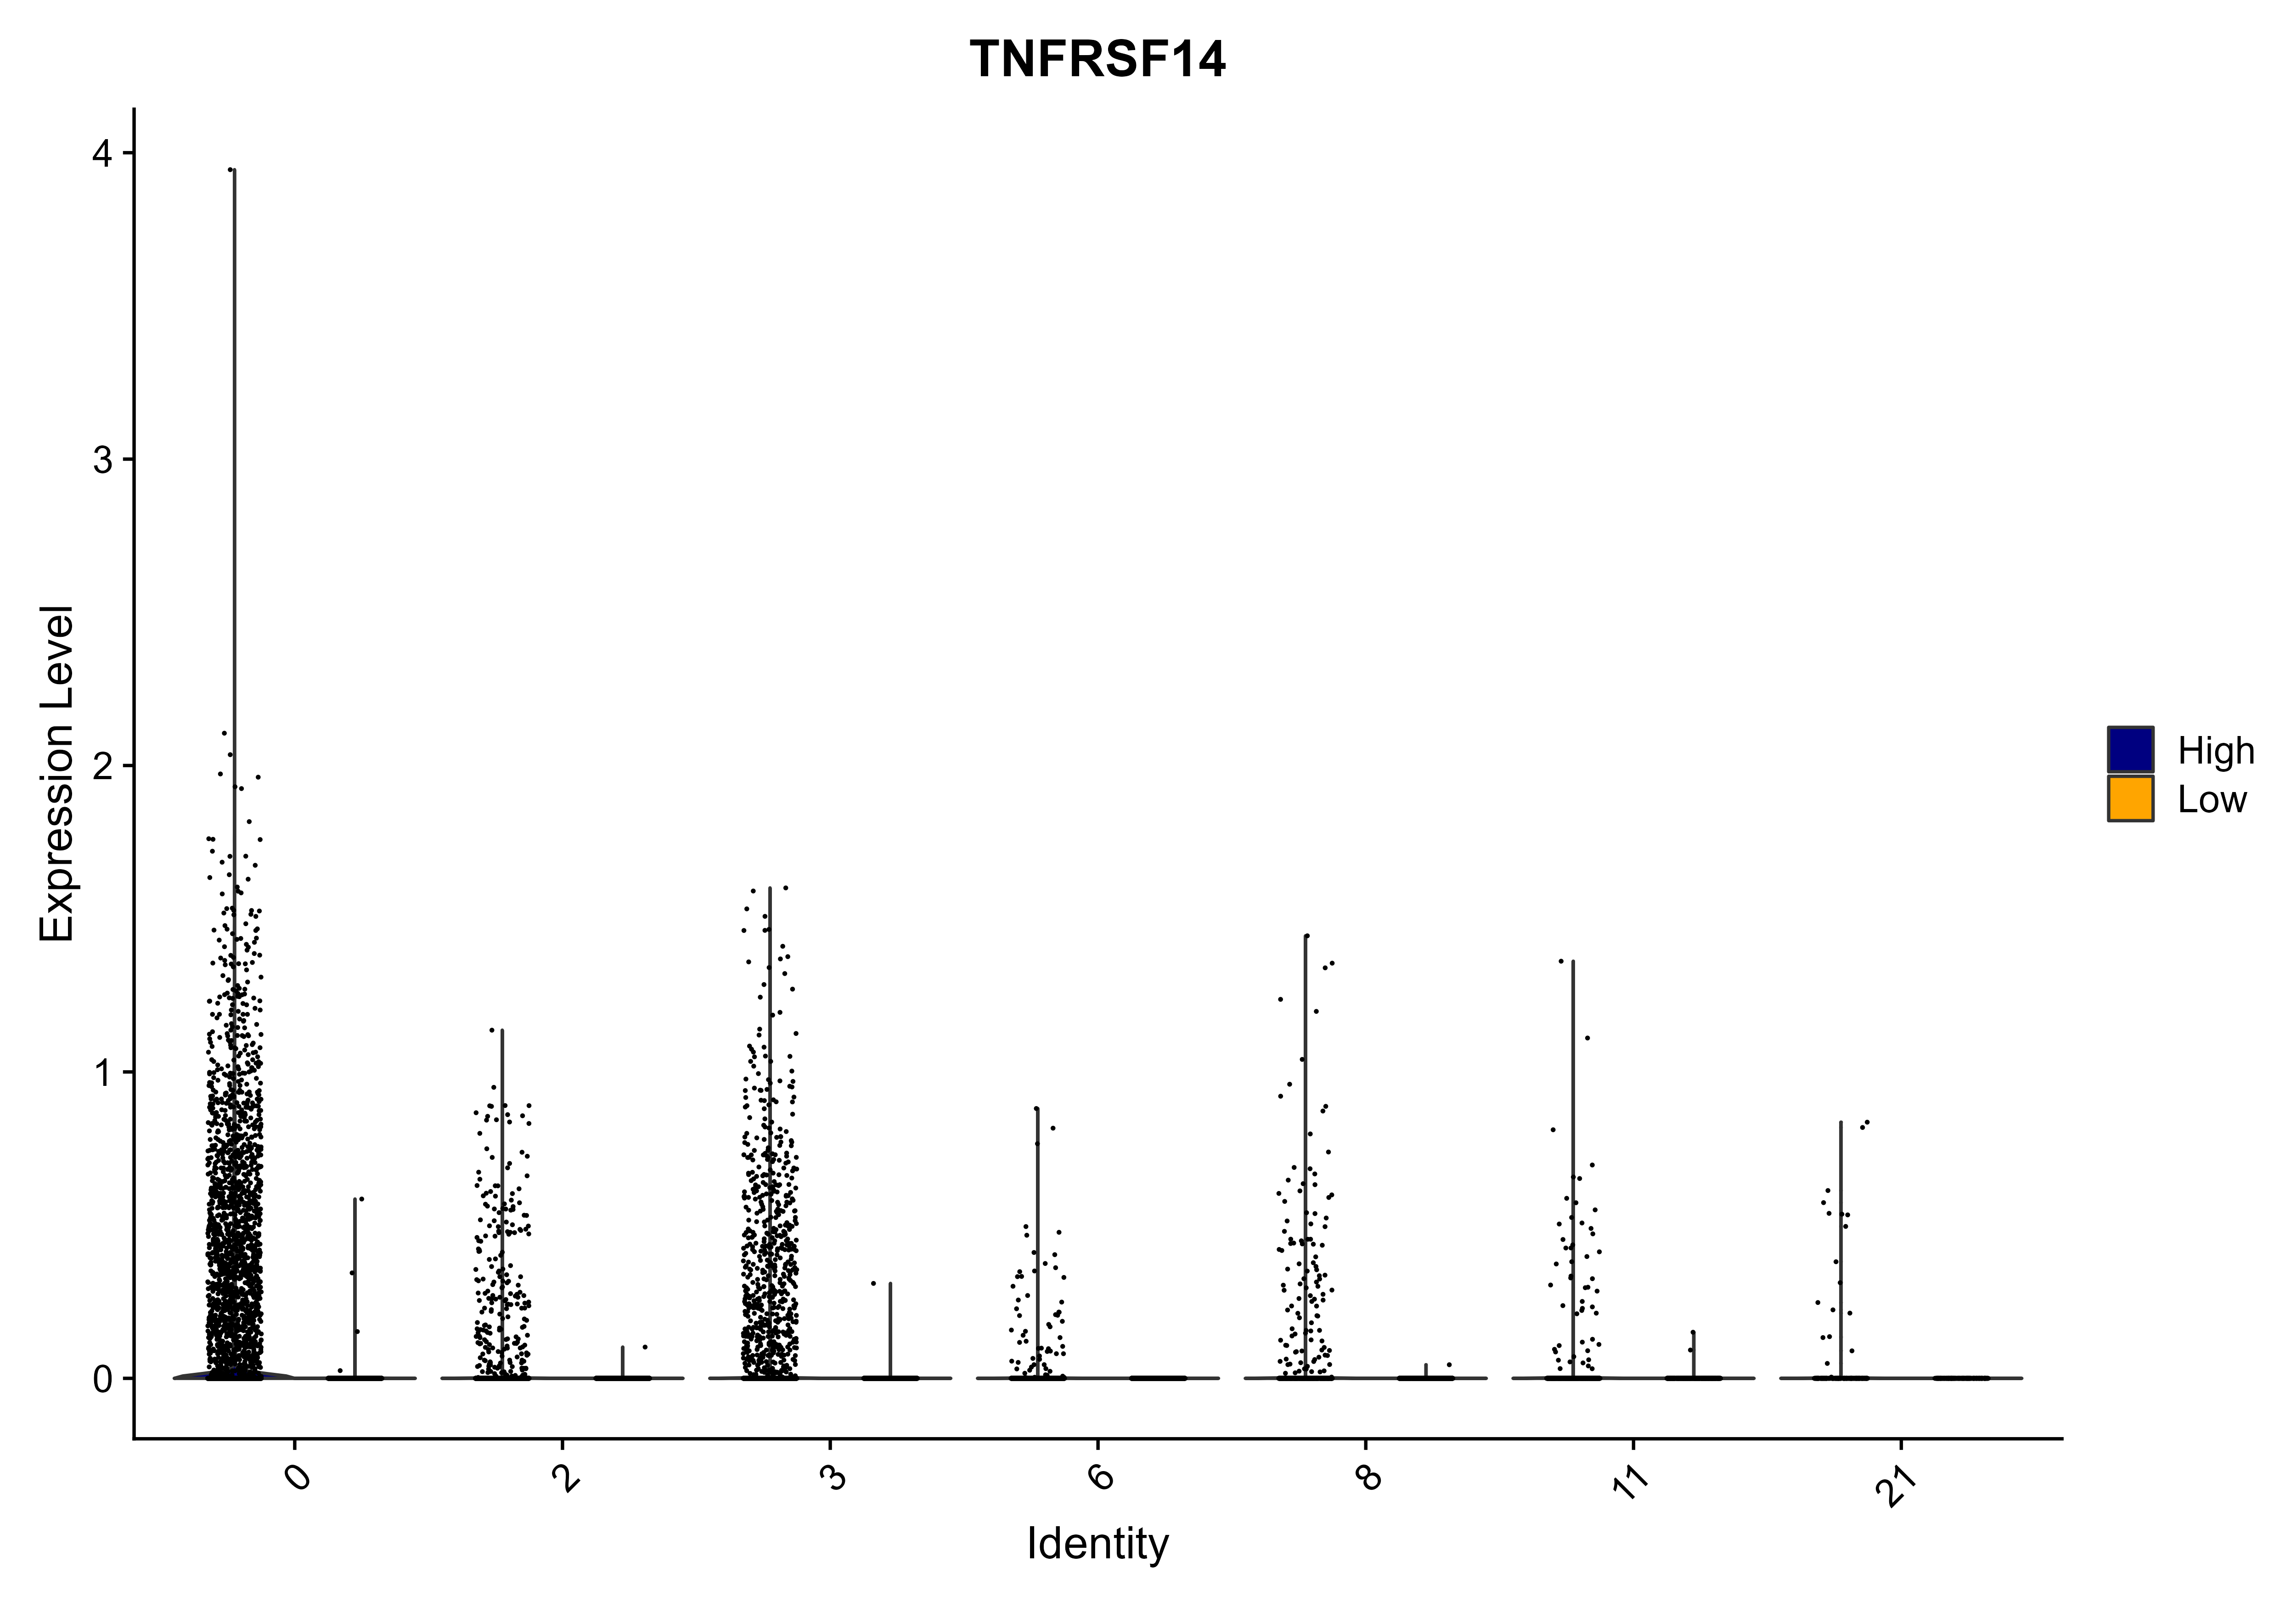 TNFRSF14
Expression Level
4
3
2
1
0
0 2 3 6 8 11 21
Identity
High
Low